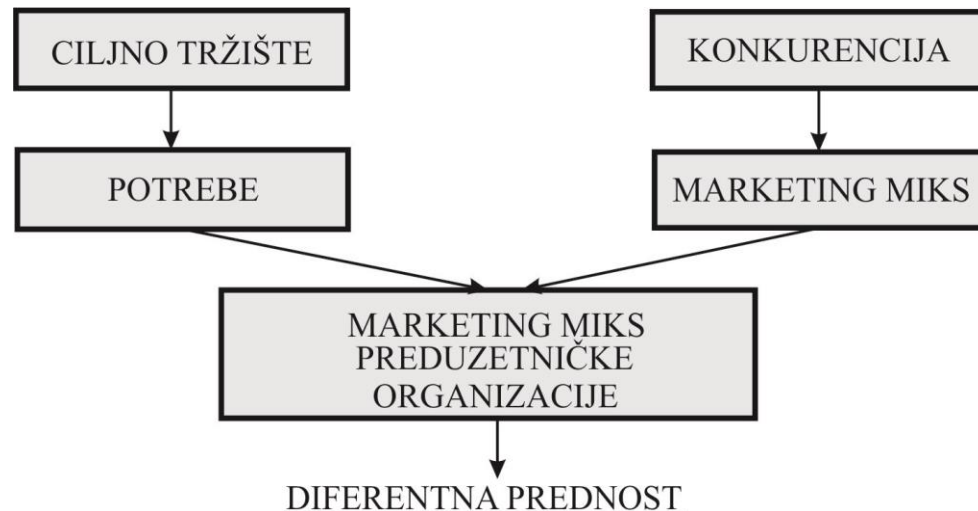 CILJNO TRŽIŠTE
KONKURENCIJA
POTREBE
MARKETING MIKS
MARKETING MIKS
PREDUZETNIČKE
ORGANIZACIJE
DIFERENTNA PREDNOST